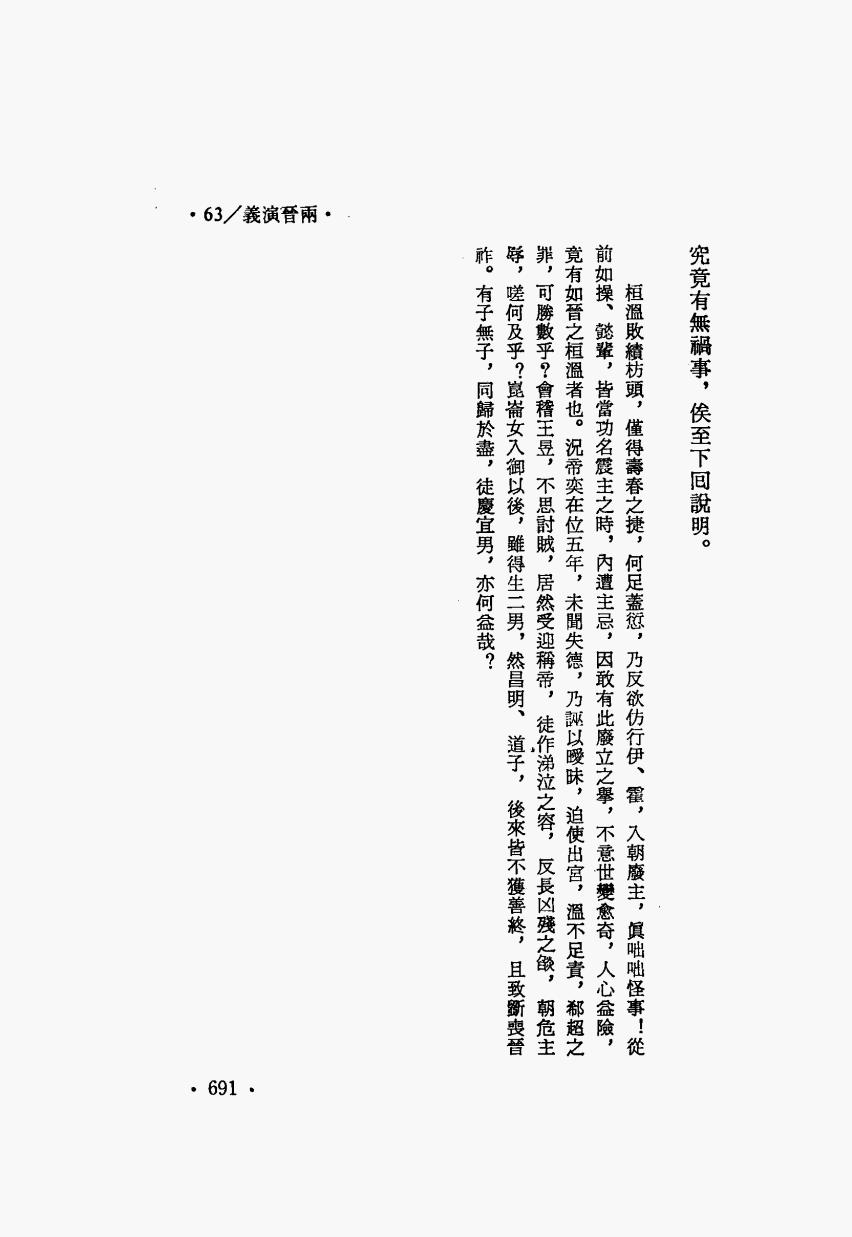 •63／義演晉兩•
究竟有無禍事，俟至下回說明。
桓溫敗績枋頭，僅得壽春之捷，何足蓋愆，乃反欲仿行伊、霍，入朝廢主，眞咄咄怪事！從
前如操、懿輩，皆當功名震主之時，內遭主忌，因敢有此廢立之舉，不意世變愈奇，人心益險，
竟有如晉之桓溫者也。況帝奕在位五年，未聞失德，乃誣以曖昧，迫使出宮，溫不足責，郗超之
罪，可勝數乎？會稽王昱，不思討賊，居然受迎稱帝，徒作涕泣之容，反長凶殘之燄，朝危主
辱，嗟何及乎？崑崙女入御以後，雖得生二男，然昌明、道子，後來皆不獲善終，且致斵喪晉
祚。有子無子，同歸於盡，徒慶宜男，亦何益哉？
•691•